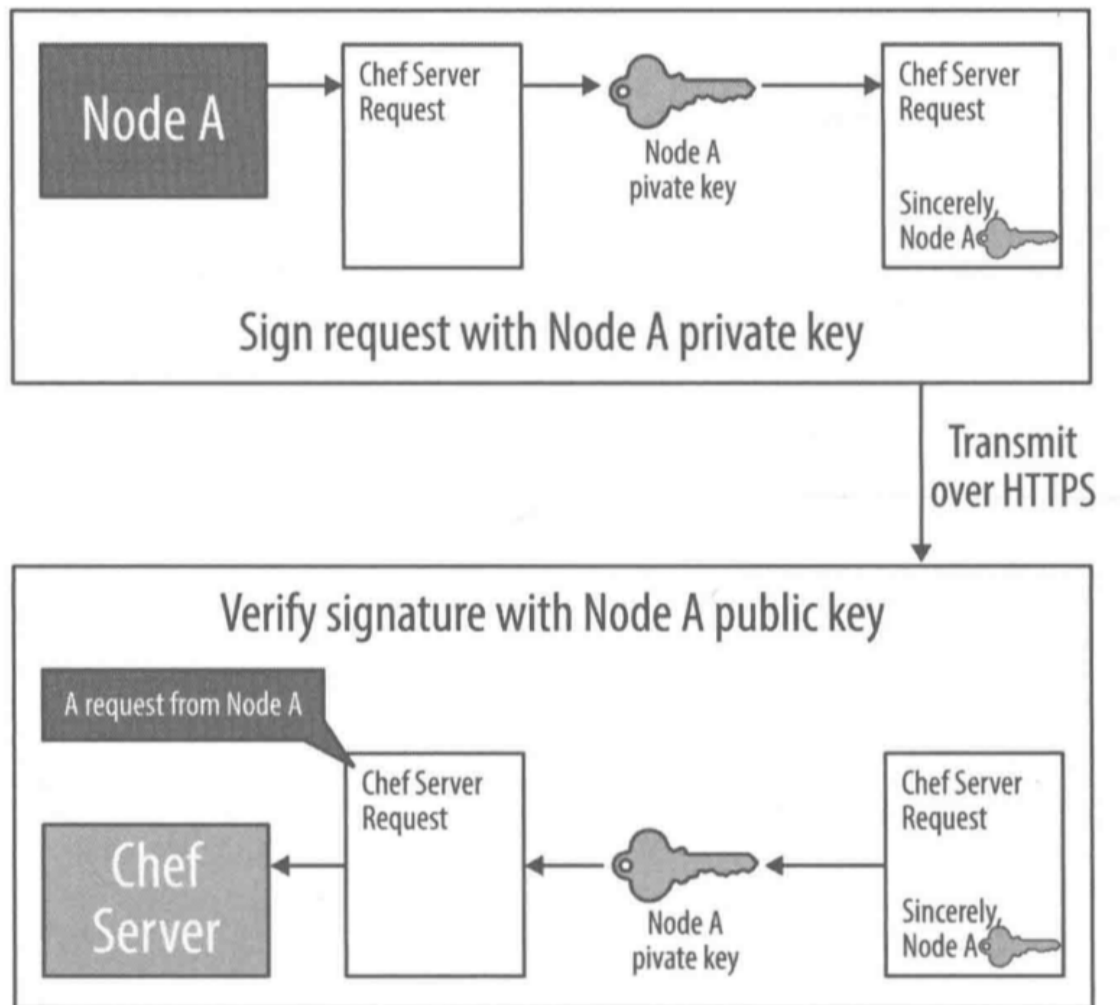 Node A
Chef Server
Request
Node A
pivate key
Chef Server
Request
Sincerely,
Node A
Sign request with Node A private key
Transmit
over HTTPS
Verify signature with Node A public key
A request from Node A
Chef Server
Request
Chef
Server
Node A
private key
Chef Server
Request
Sincerely,
Node A